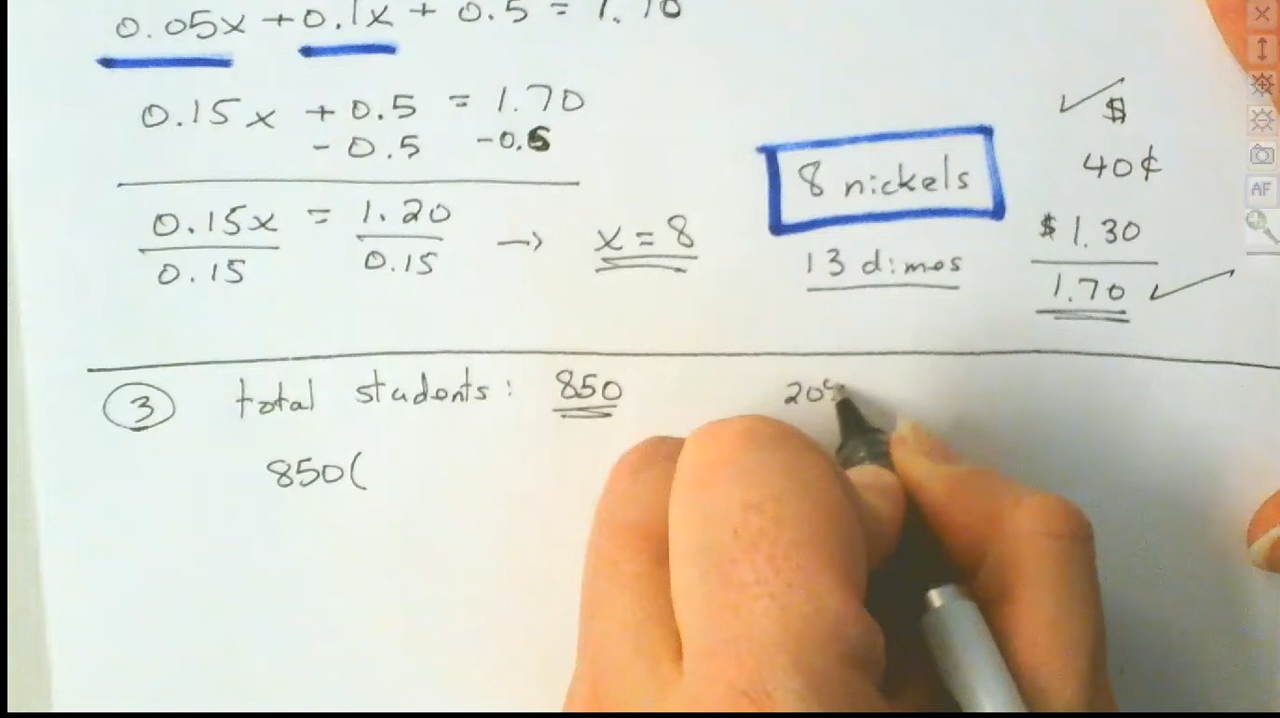 0.05x + 0.1x + 0.5 = 1.70
0.15x + 0.5 = 1.70
- 0.5 -0.5
0.15x = 1.20 → x = 8
0.15 0.15
8 nickels
13 dimes
✓ $
40¢
$ 1.30
1.70 ✓
3 total students: 850 20%
850(
AF